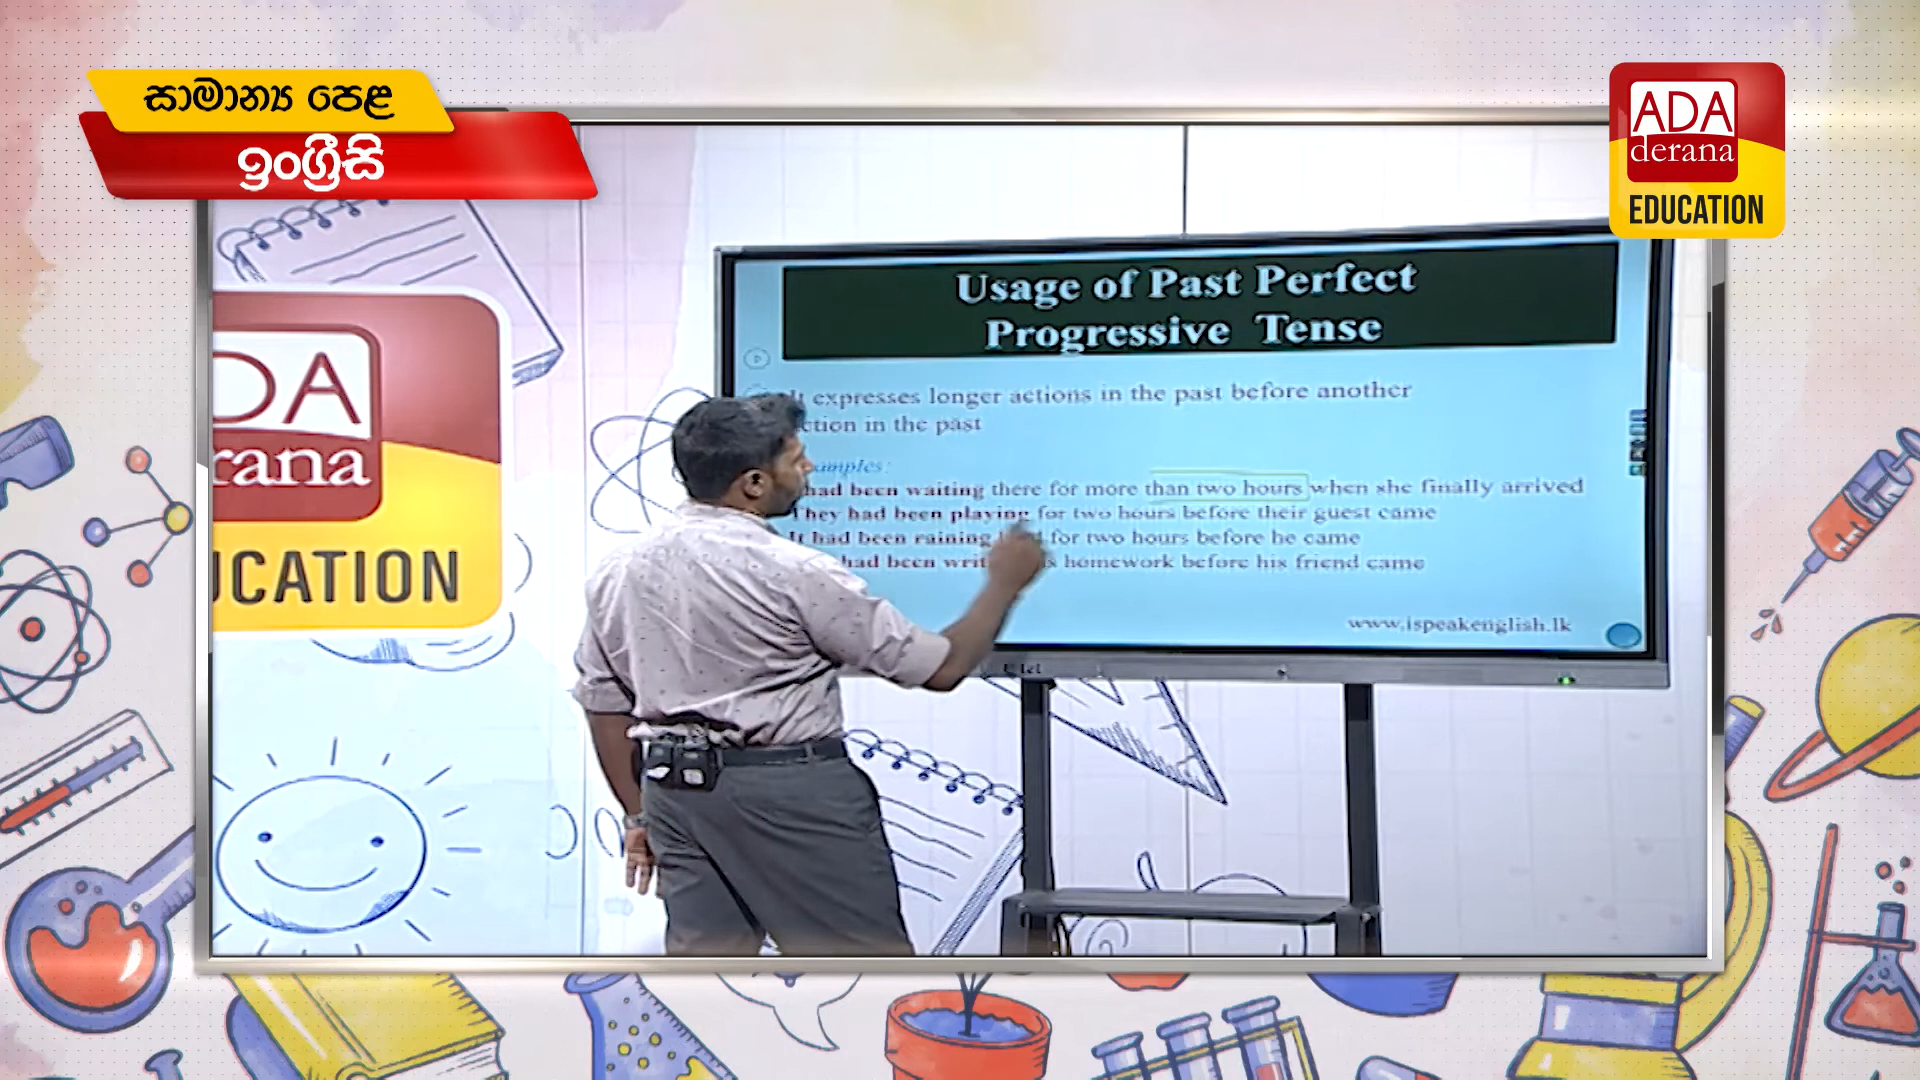 සාමාන්‍ය පෙළ
ඉංග්‍රීසි
ADA
derana
EDUCATION
DA
rana
UCATION
Usage of Past Perfect
Progressive Tense
It expresses longer actions in the past before another
ction in the past
amples:
had been waiting there for more than two hours when she finally arrived
They had been playing for two hours before their guest came
It had been raining for two hours before he came
had been homework before his friend came
www.ispeakenglish.lk